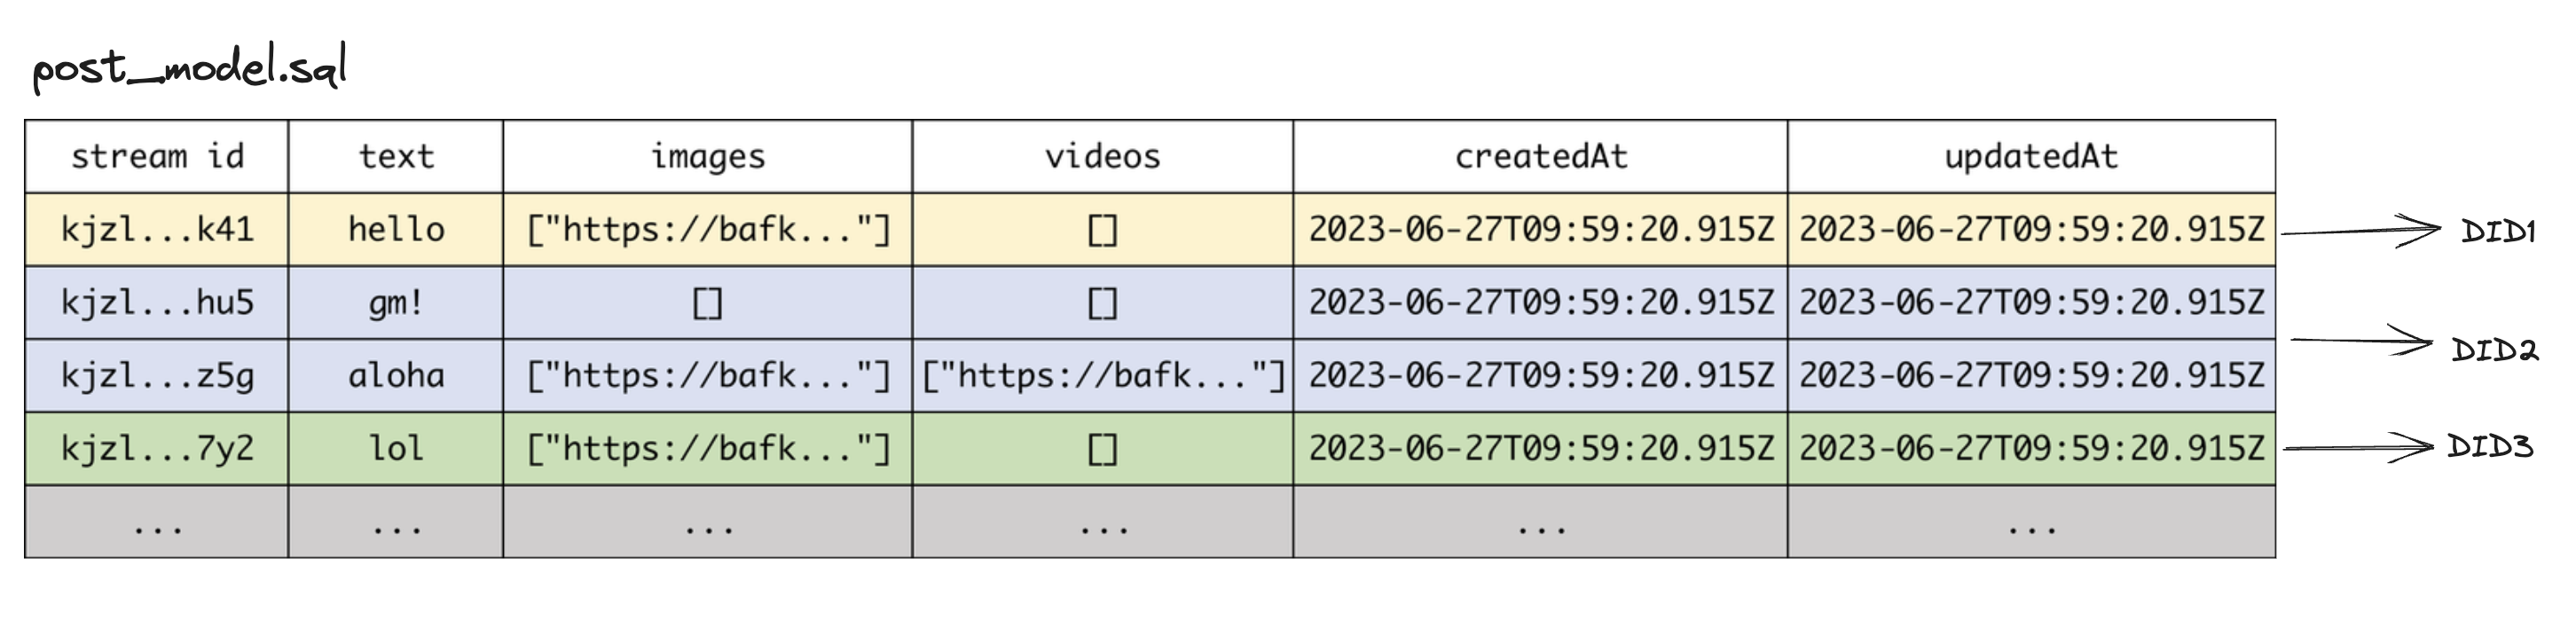 post_model.sql
stream id text images videos createdAt updatedAt
kjzl...k41 hello ["https://bafk..."] [] 2023-06-27T09:59:20.915Z 2023-06-27T09:59:20.915Z DID1
kjzl...hu5 gm! [] [] 2023-06-27T09:59:20.915Z 2023-06-27T09:59:20.915Z
DID2
kjzl...z5g aloha ["https://bafk..."] ["https://bafk..."] 2023-06-27T09:59:20.915Z 2023-06-27T09:59:20.915Z
kjzl...7y2 lol ["https://bafk..."] [] 2023-06-27T09:59:20.915Z 2023-06-27T09:59:20.915Z DID3
... ... ... ... ... ...